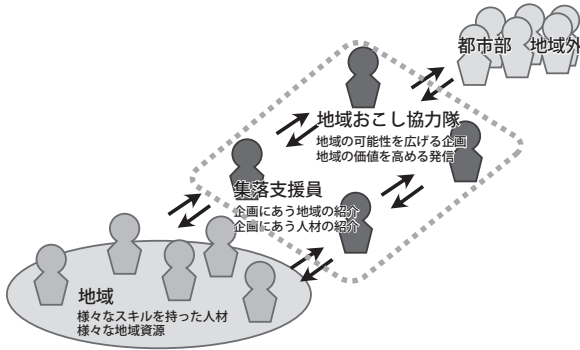 都市部 地域外
地域おこし協力隊
地域の可能性を広げる企画
地域の価値を高める発信
集落支援員
企画にあう地域の紹介
企画にあう人材の紹介
地域
様々なスキルを持った人材
様々な地域資源